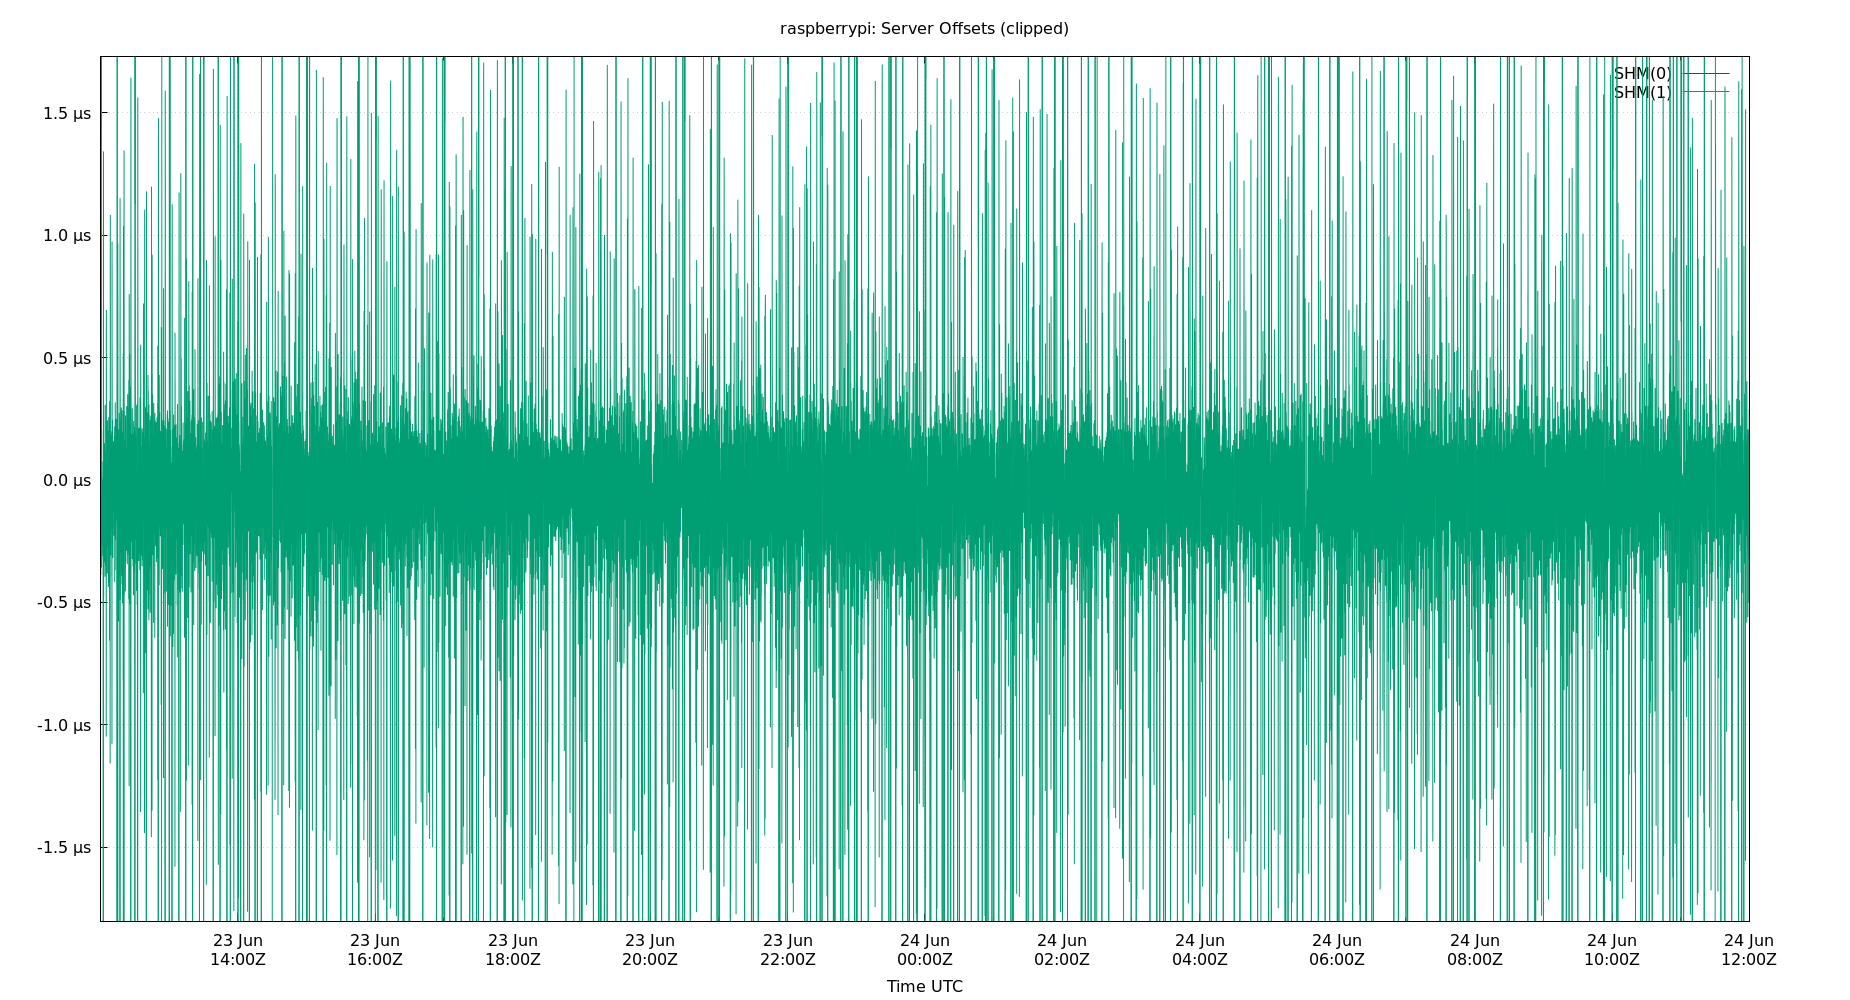 raspberrypi: Server Offsets (clipped)
SHM(0)
SHM(1)
1.5 µs
1.0 µs
0.5 µs
0.0 µs
-0.5 µs
-1.0 µs
-1.5 µs
23 Jun 23 Jun 23 Jun 23 Jun 23 Jun 24 Jun 24 Jun 24 Jun 24 Jun 24 Jun 24 Jun 24 Jun
14:00Z 16:00Z 18:00Z 20:00Z 22:00Z 00:00Z 02:00Z 04:00Z 06:00Z 08:00Z 10:00Z 12:00Z
Time UTC